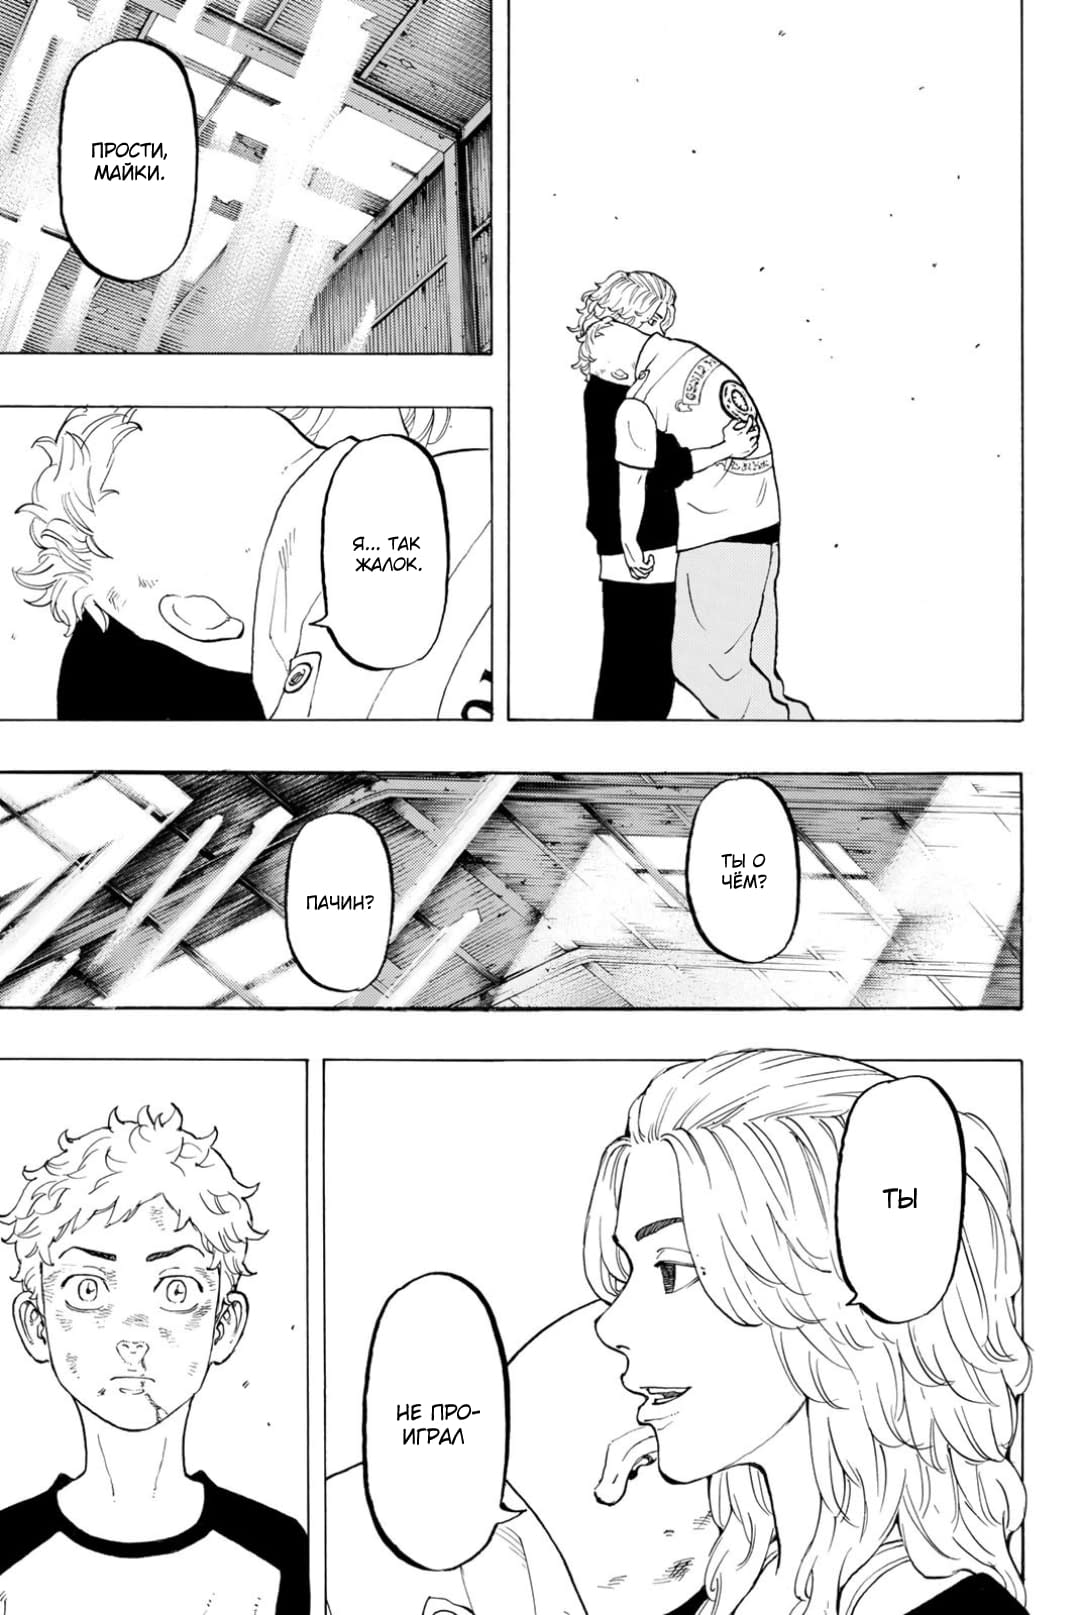 ПРОСТИ,
МАЙКИ.
Я... ТАК
ЖАЛОК.
ТЫ О
ЧЁМ?
ПАЧИН?
ТЫ
НЕ ПРО-
ИГРАЛ